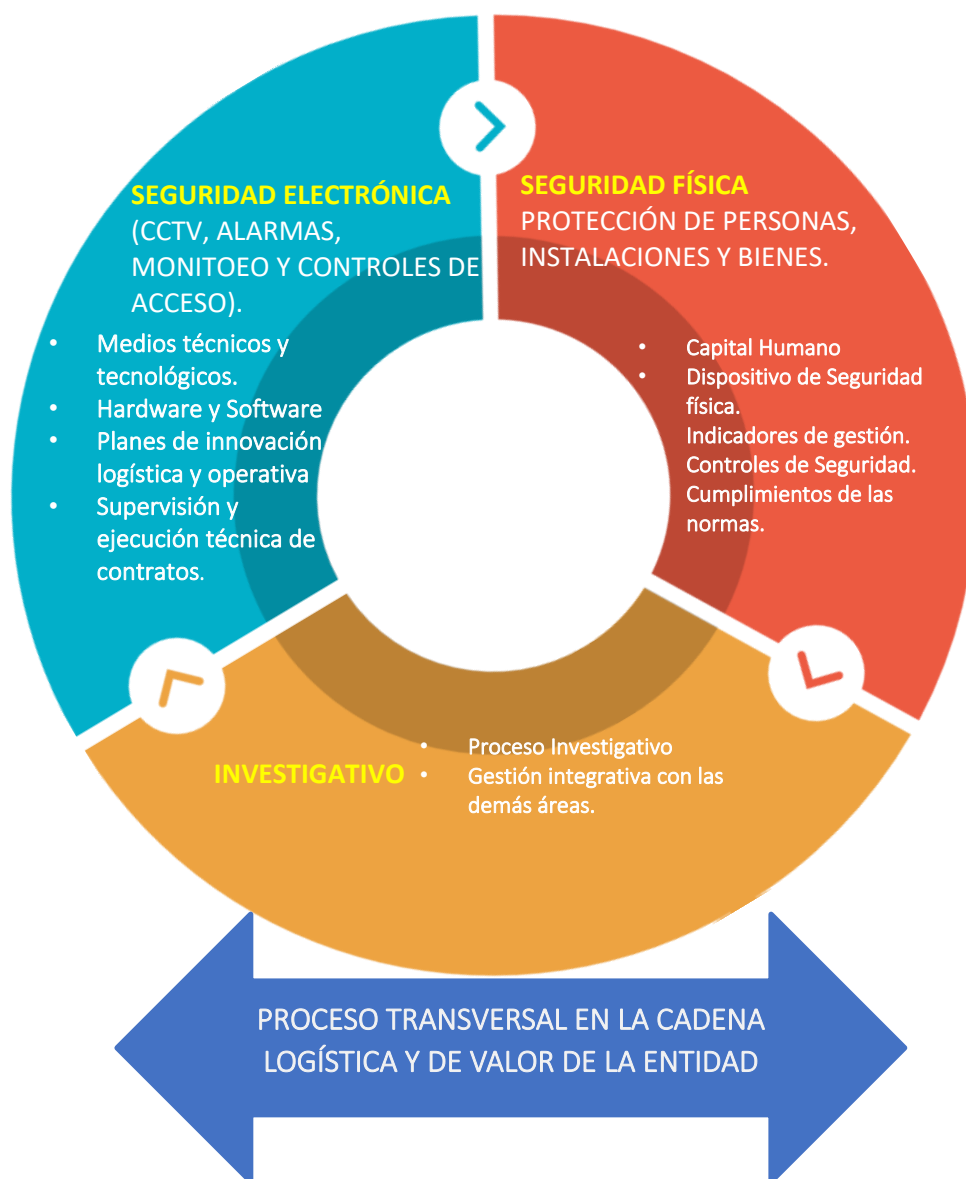 SEGURIDAD ELECTRÓNICA
(CCTV, ALARMAS,
MONITOEO Y CONTROLES DE
ACCESO).
• Medios técnicos y
tecnológicos.
• Hardware y Software
• Planes de innovación
logística y operativa
• Supervisión y
ejecución técnica de
contratos.
SEGURIDAD FÍSICA
PROTECCIÓN DE PERSONAS,
INSTALACIONES Y BIENES.
• Capital Humano
• Dispositivo de Seguridad
física.
Indicadores de gestión.
Controles de Seguridad.
Cumplimientos de las
normas.
INVESTIGATIVO
• Proceso Investigativo
• Gestión integrativa con las
demás áreas.
PROCESO TRANSVERSAL EN LA CADENA
LOGÍSTICA Y DE VALOR DE LA ENTIDAD